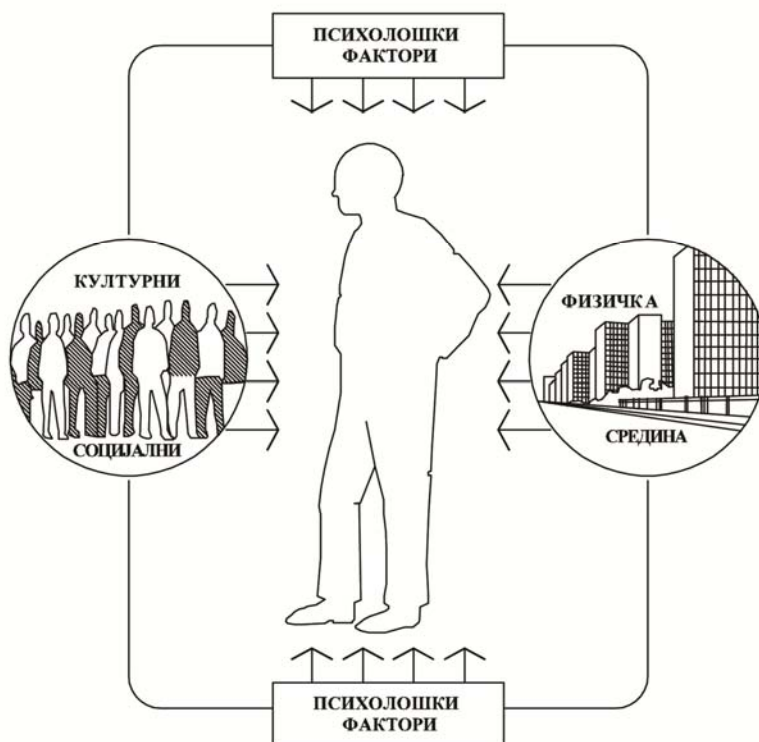 ПСИХОЛОШКИ
ФАКТОРИ
КУЛТУРНИ
СОЦИЈАЛНИ
ФИЗИЧКА
СРЕДИНА
ПСИХОЛОШКИ
ФАКТОРИ